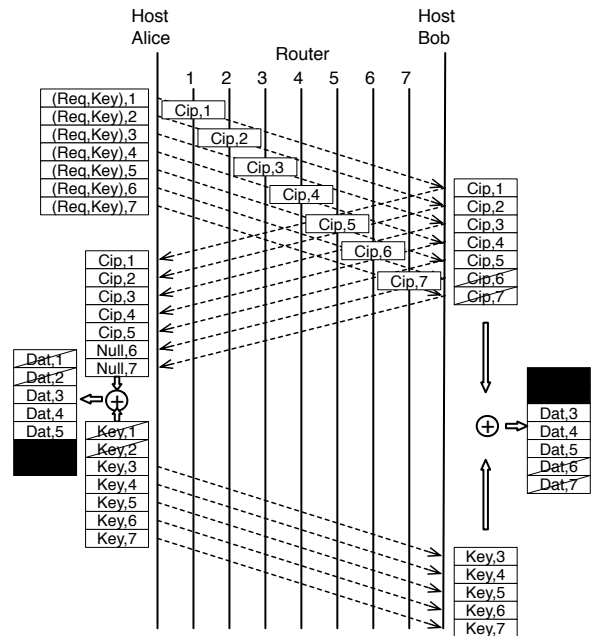 Host
Alice
Host
Bob
Router
1 2 3 4 5 6 7
(Req,Key),1
(Req,Key),2
(Req,Key),3
(Req,Key),4
(Req,Key),5
(Req,Key),6
(Req,Key),7
Cip,1
Cip,2
Cip,3
Cip,4
Cip,5
Cip,6
Cip,7
Cip,1
Cip,2
Cip,3
Cip,4
Cip,5
Cip,6
Cip,7
Cip,1
Cip,2
Cip,3
Cip,4
Cip,5
Null,6
Null,7
Dat,1
Dat,2
Dat,3
Dat,4
Dat,5
Key,1
Key,2
Key,3
Key,4
Key,5
Key,6
Key,7
Dat,3
Dat,4
Dat,5
Dat,6
Dat,7
Key,3
Key,4
Key,5
Key,6
Key,7